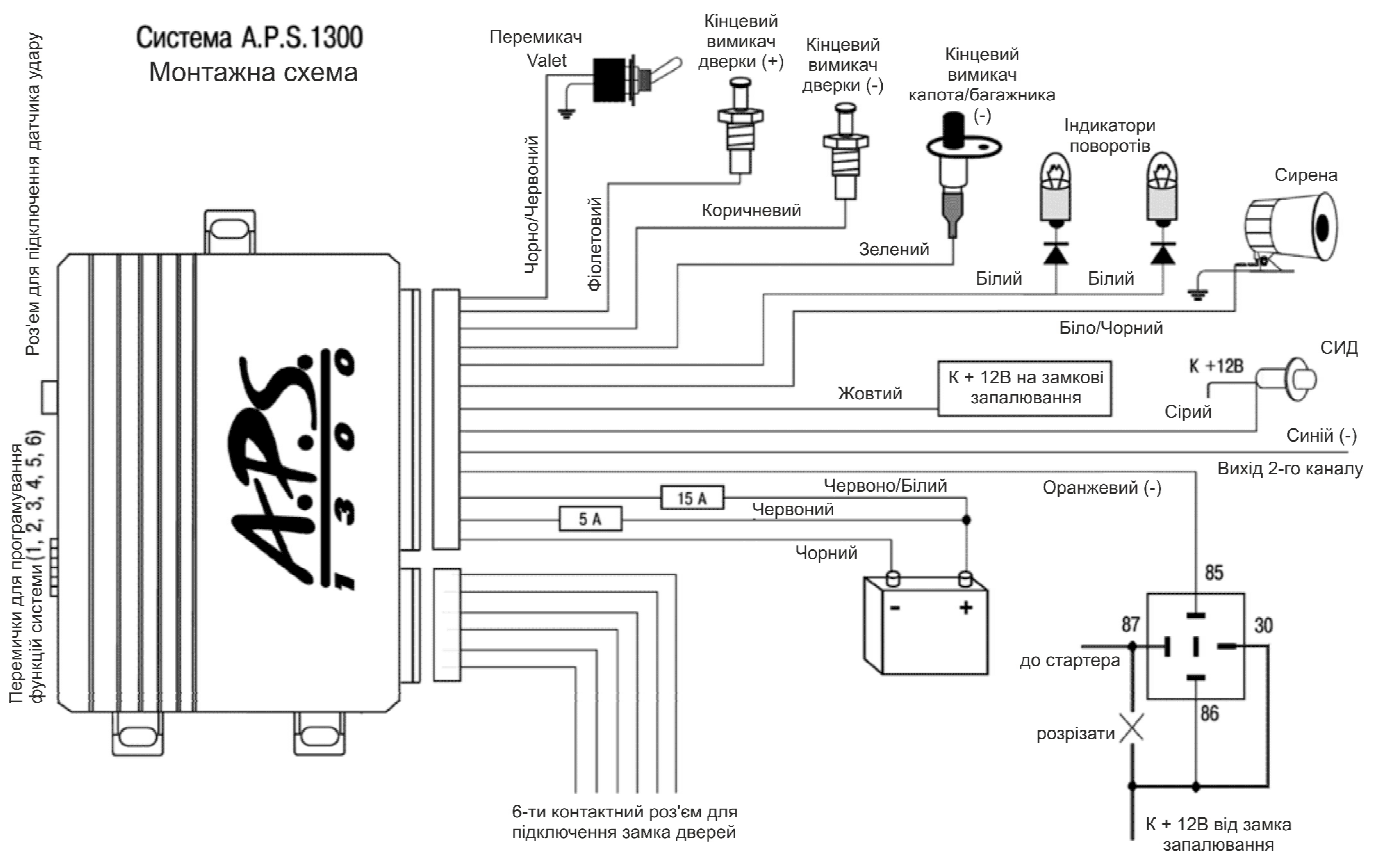 Система A.P.S.1300
Монтажна схема
Роз'єм для підключення датчика удару
Перемикач
Valet
Кінцевий
вимикач
дверки (+)
Кінцевий
вимикач
дверки (-)
Кінцевий
вимикач
капота/багажника
(-)
Індикатори
поворотів
Сирена
Чорно/Червоний
Фіолетовий
Коричневий
Зелений
Білий
Білий
Біло/Чорний
СИД
К +12В
Сірий
Жовтий
К + 12В на замкові
запалювання
Синій (-)
Вихід 2-го каналу
Оранжевий (-)
Червоно/Білий
15 А
Червоний
5 А
Чорний
- +
A.P.S.
1300
Перемички для програмування
функцій системи (1, 2, 3, 4, 5, 6)
85
87
30
86
до стартера
розрізати
К + 12В від замка
запалювання
6-ти контактний роз'єм для
підключення замка дверей